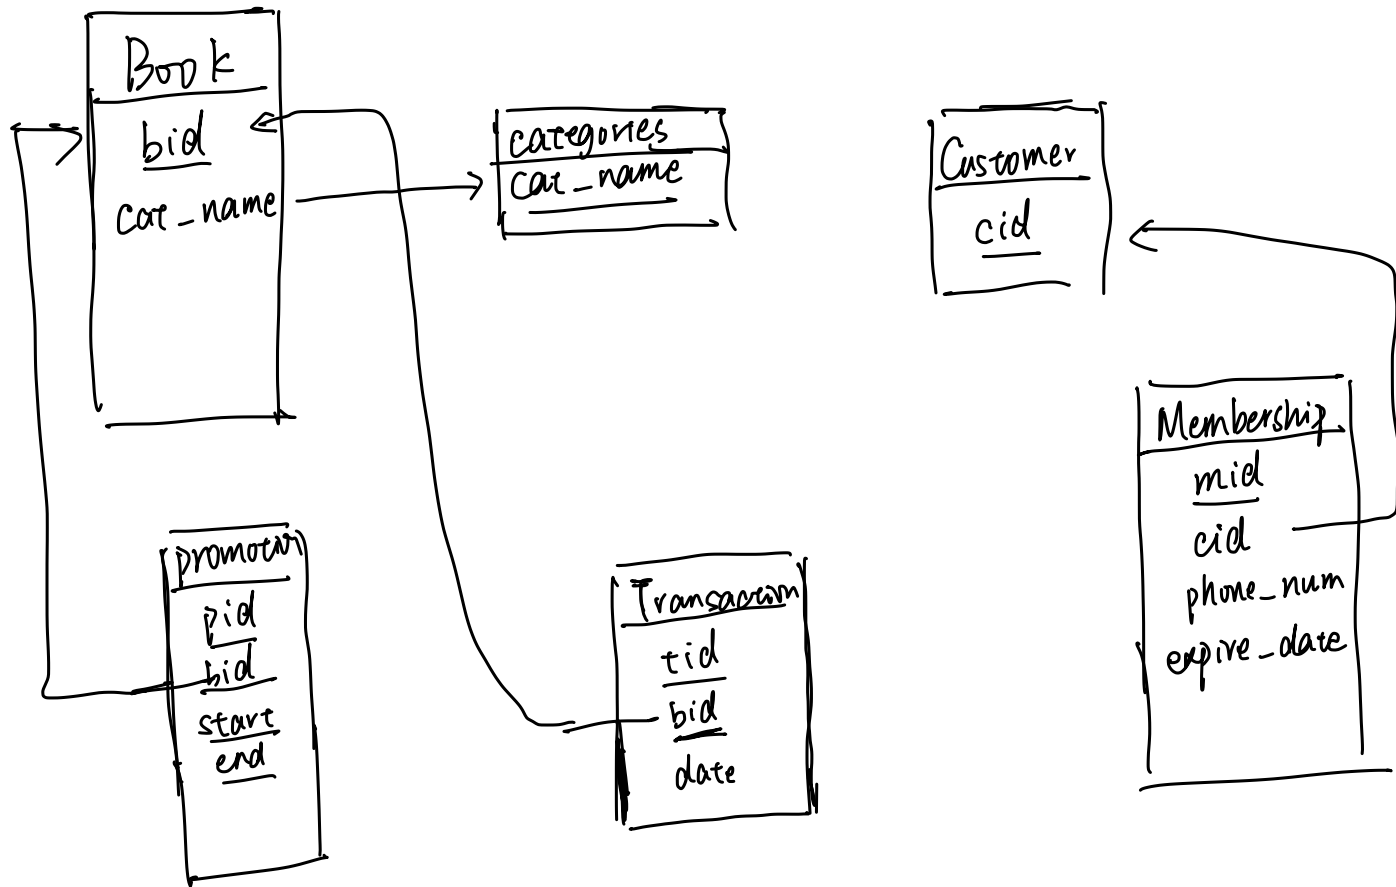 Book
bid
cat_name
categories
cat_name
Customer
cid
Membership
mid
cid
phone_num
expire_date
promotion
pid
bid
start
end
Transaction
tid
bid
date